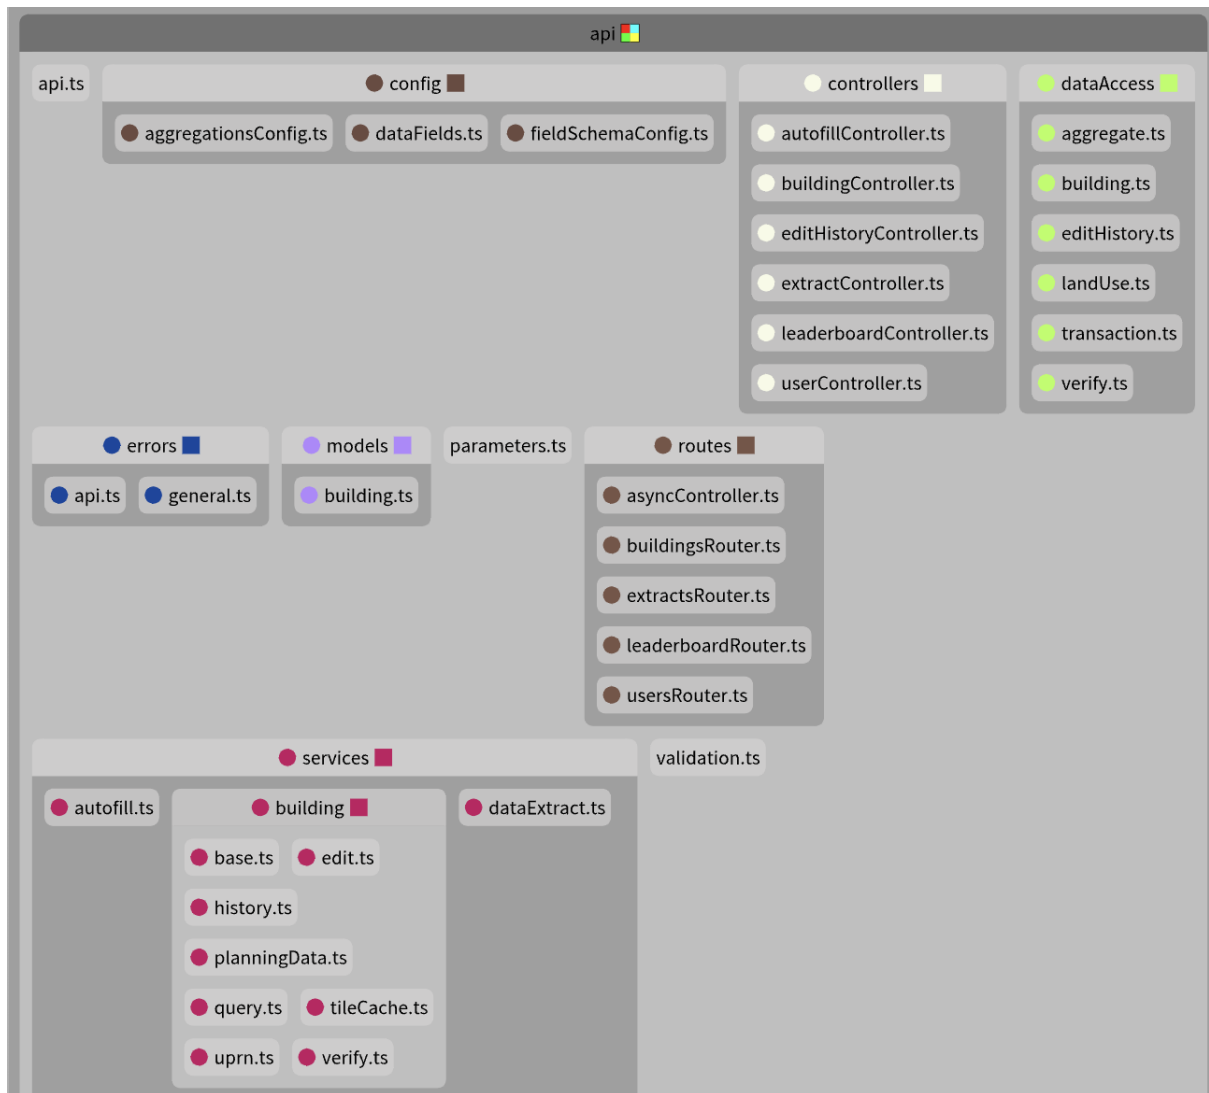 api
api.ts
config
aggregationsConfig.ts
dataFields.ts
fieldSchemaConfig.ts
controllers
autofillController.ts
buildingController.ts
editHistoryController.ts
extractController.ts
leaderboardController.ts
userController.ts
dataAccess
aggregate.ts
building.ts
editHistory.ts
landUse.ts
transaction.ts
verify.ts
errors
api.ts
general.ts
models
building.ts
parameters.ts
routes
asyncController.ts
buildingsRouter.ts
extractsRouter.ts
leaderboardRouter.ts
usersRouter.ts
services
autofill.ts
building
base.ts
edit.ts
history.ts
planningData.ts
query.ts
tileCache.ts
uprn.ts
verify.ts
dataExtract.ts
validation.ts